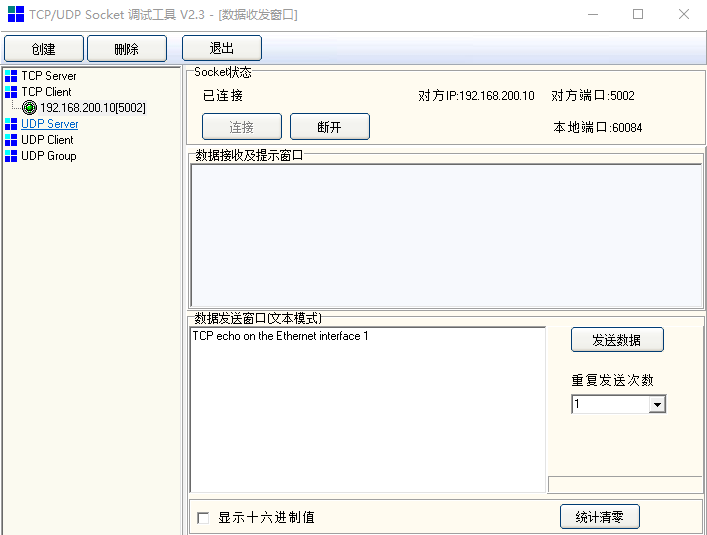 TCP/UDP Socket 调试工具 V2.3 - [数据收发窗口]
创建 删除 退出
TCP Server
TCP Client
192.168.200.10[5002]
UDP Server
UDP Client
UDP Group
Socket状态
已连接 对方IP:192.168.200.10 对方端口:5002
连接 断开 本地端口:60084
数据接收及提示窗口
数据发送窗口(文本模式)
TCP echo on the Ethernet interface 1
发送数据
重复发送次数
1
显示十六进制值 统计清零